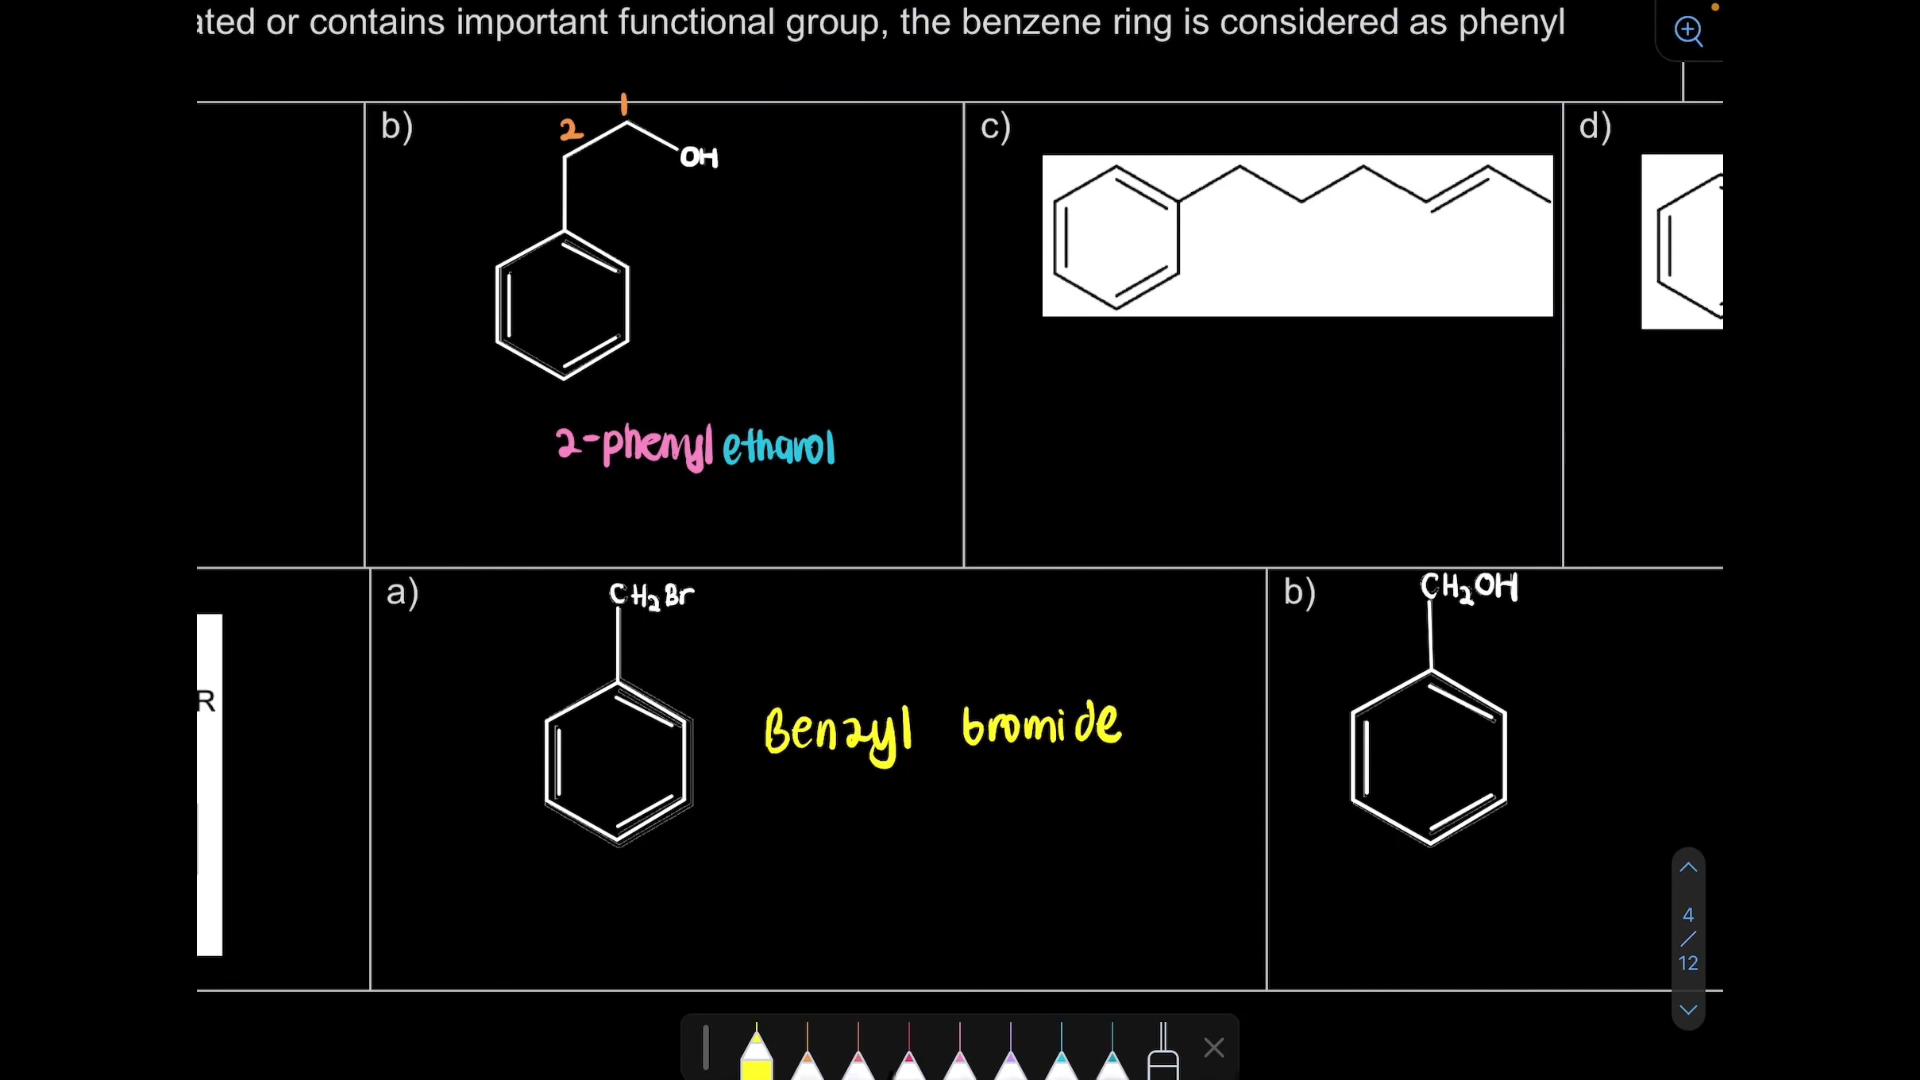 ated or contains important functional group, the benzene ring is considered as phenyl
b)
1
2
OH
2-phenyl ethanol
c)
d)
R
a)
CH2Br
Benzyl bromide
b)
CH2OH
4
/
12